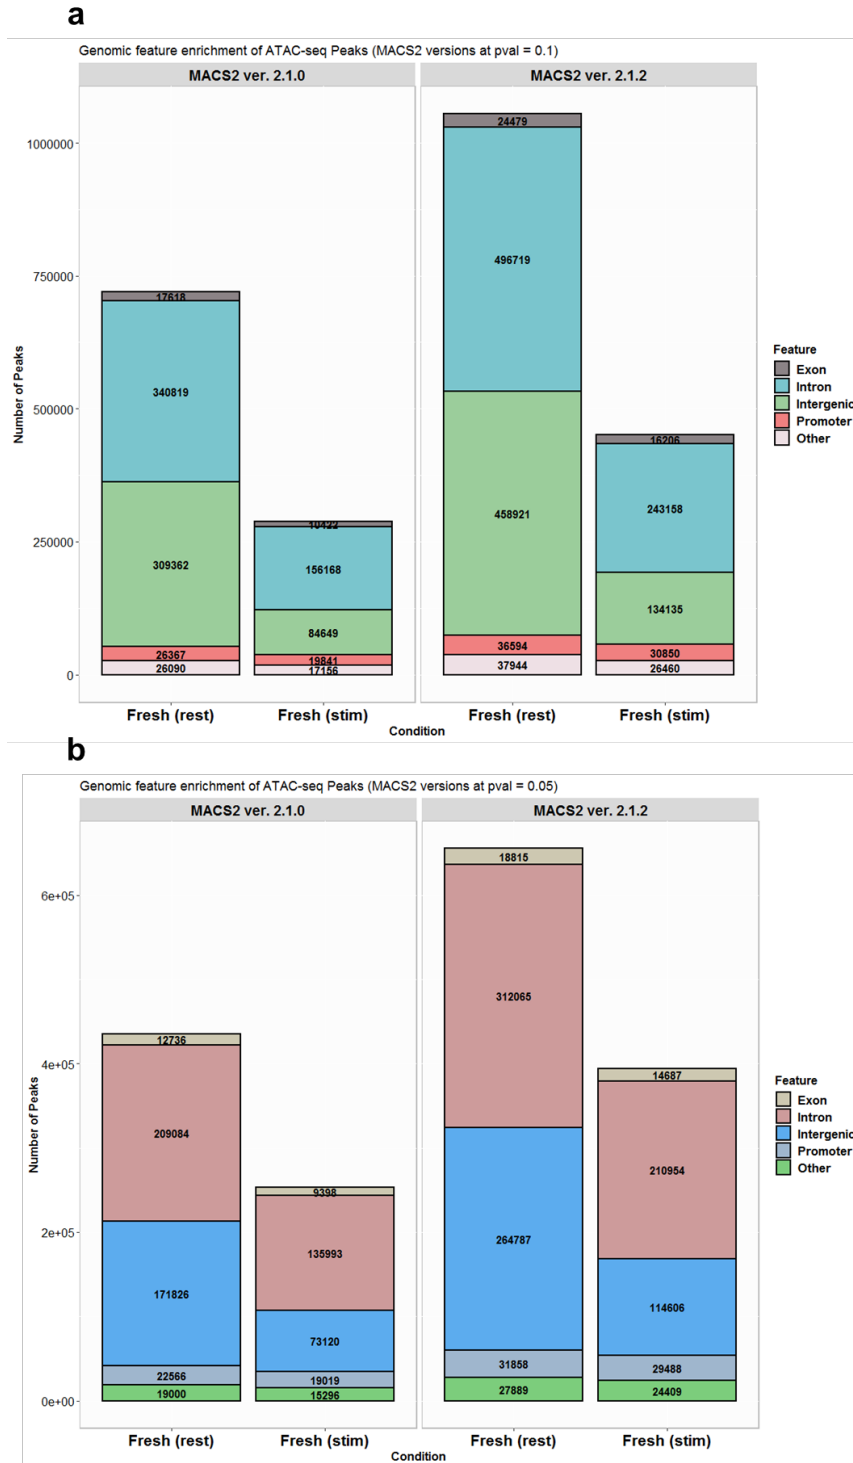 a
Genomic feature enrichment of ATAC-seq Peaks (MACS2 versions at pval = 0.1)
MACS2 ver. 2.1.0
MACS2 ver. 2.1.2
Number of Peaks
1000000
750000
500000
250000
0
17618
340819
309362
26367
26090
10422
156168
84649
19841
17156
24479
496719
458921
36594
37944
16206
243158
134135
30850
26460
Fresh (rest)
Fresh (stim)
Fresh (rest)
Fresh (stim)
Condition
Feature
Exon
Intron
Intergenic
Promoter
Other
b
Genomic feature enrichment of ATAC-seq Peaks (MACS2 versions at pval = 0.05)
MACS2 ver. 2.1.0
MACS2 ver. 2.1.2
Number of Peaks
6e+05
4e+05
2e+05
0e+00
12736
209084
171826
22566
19000
9398
135993
73120
19019
15296
18815
312065
264787
31858
27889
14687
210954
114606
29488
24409
Fresh (rest)
Fresh (stim)
Fresh (rest)
Fresh (stim)
Condition
Feature
Exon
Intron
Intergenic
Promoter
Other